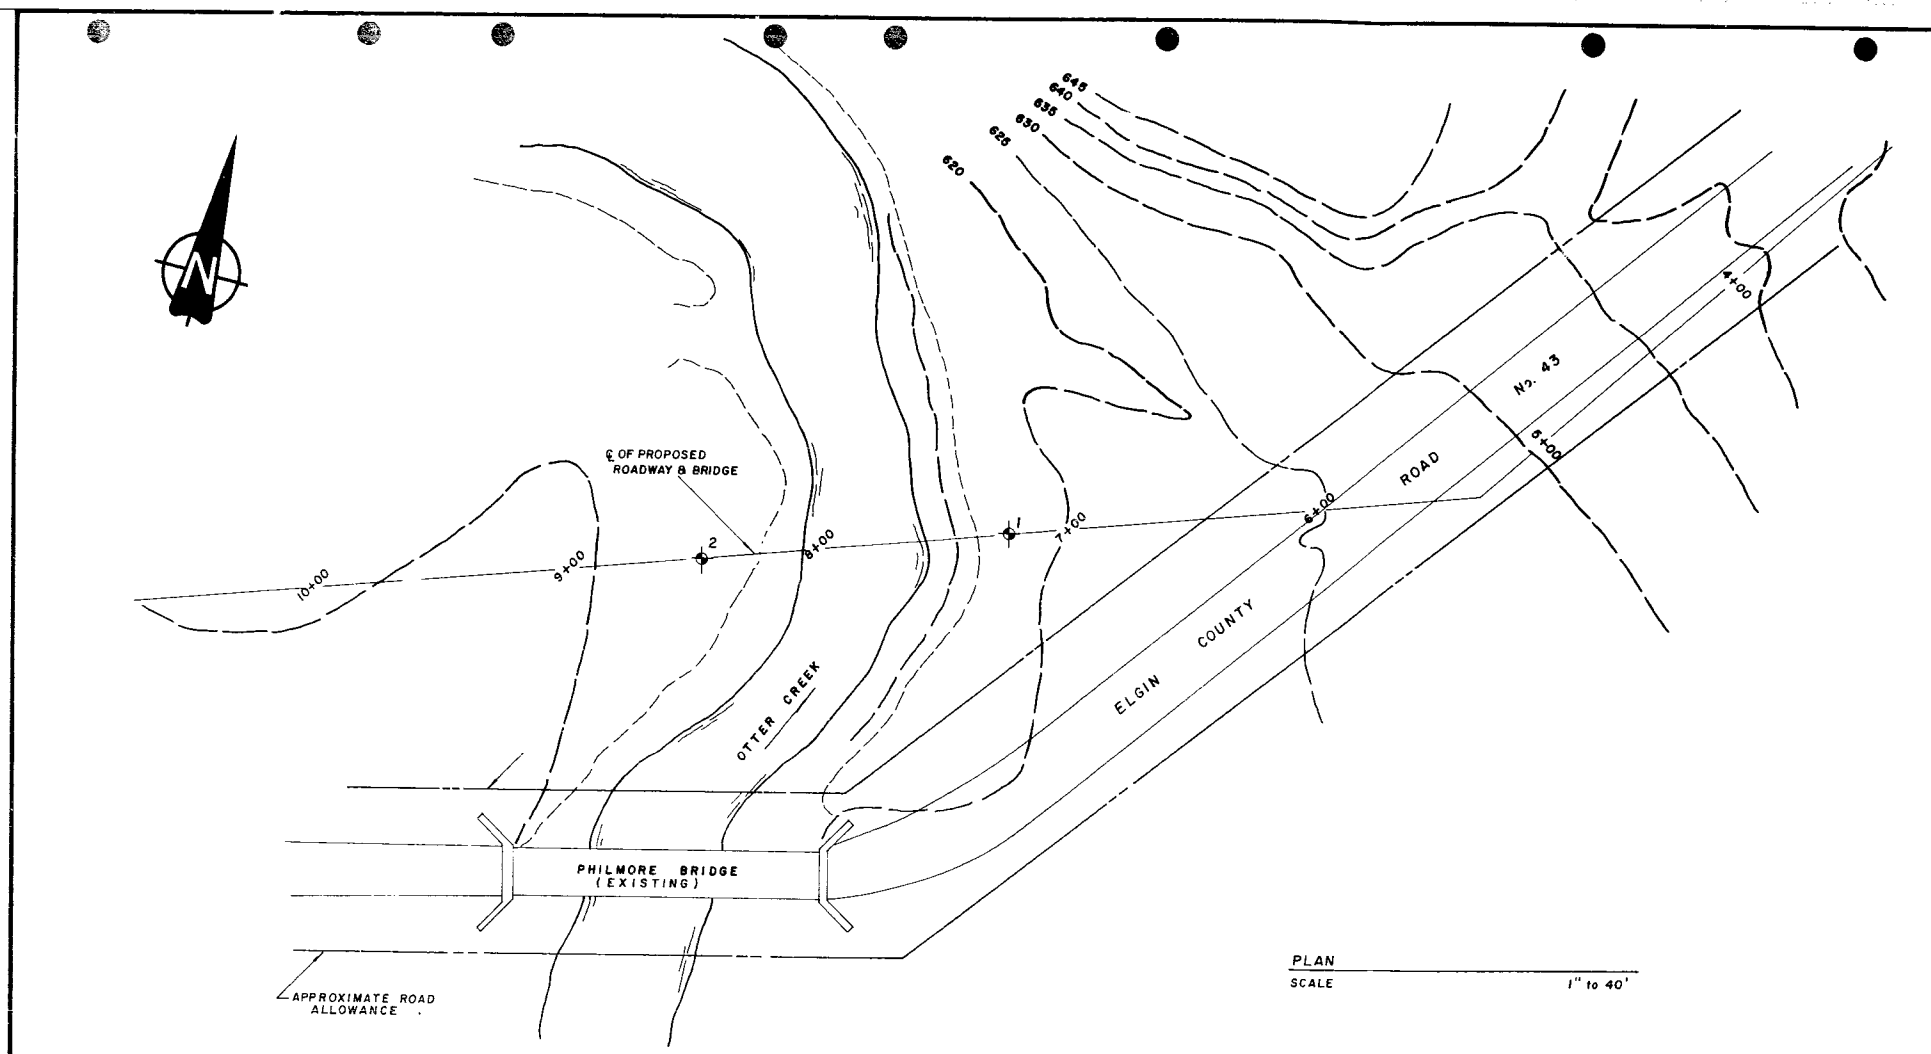 645
640
635
630
625
620
N
4+00
No. 43
5+00
ROAD
℄ OF PROPOSED
ROADWAY & BRIDGE
6+00
1
7+00
2
8+00
9+00
10+00
COUNTY
ELGIN
OTTER CREEK
PHILMORE BRIDGE
(EXISTING)
APPROXIMATE ROAD
ALLOWANCE
PLAN
SCALE 1" to 40'